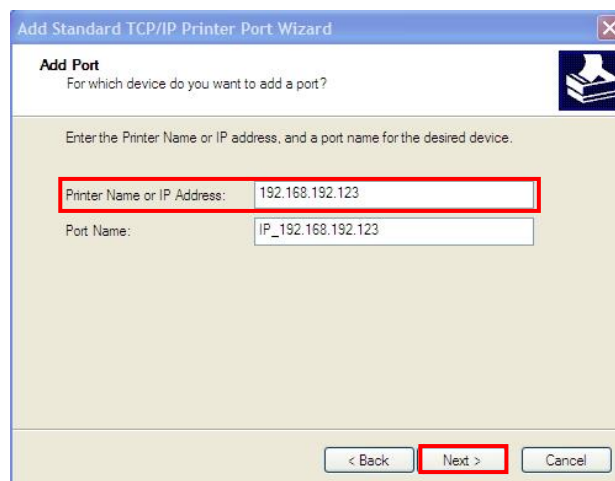 Add Standard TCP/IP Printer Port Wizard
Add Port
For which device do you want to add a port?
Enter the Printer Name or IP address, and a port name for the desired device.
Printer Name or IP Address: 192.168.192.123
Port Name: IP_192.168.192.123
< Back Next > Cancel